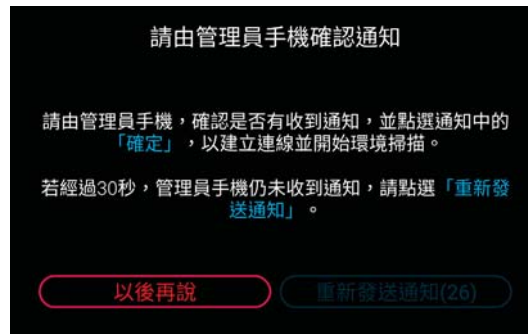 請由管理員手機確認通知
請由管理員手機，確認是否有收到通知，並點選通知中的
「確定」，以建立連線並開始環境掃描。
若經過30秒，管理員手機仍未收到通知，請點選「重新發
送通知」。
以後再說
重新發送通知(26)